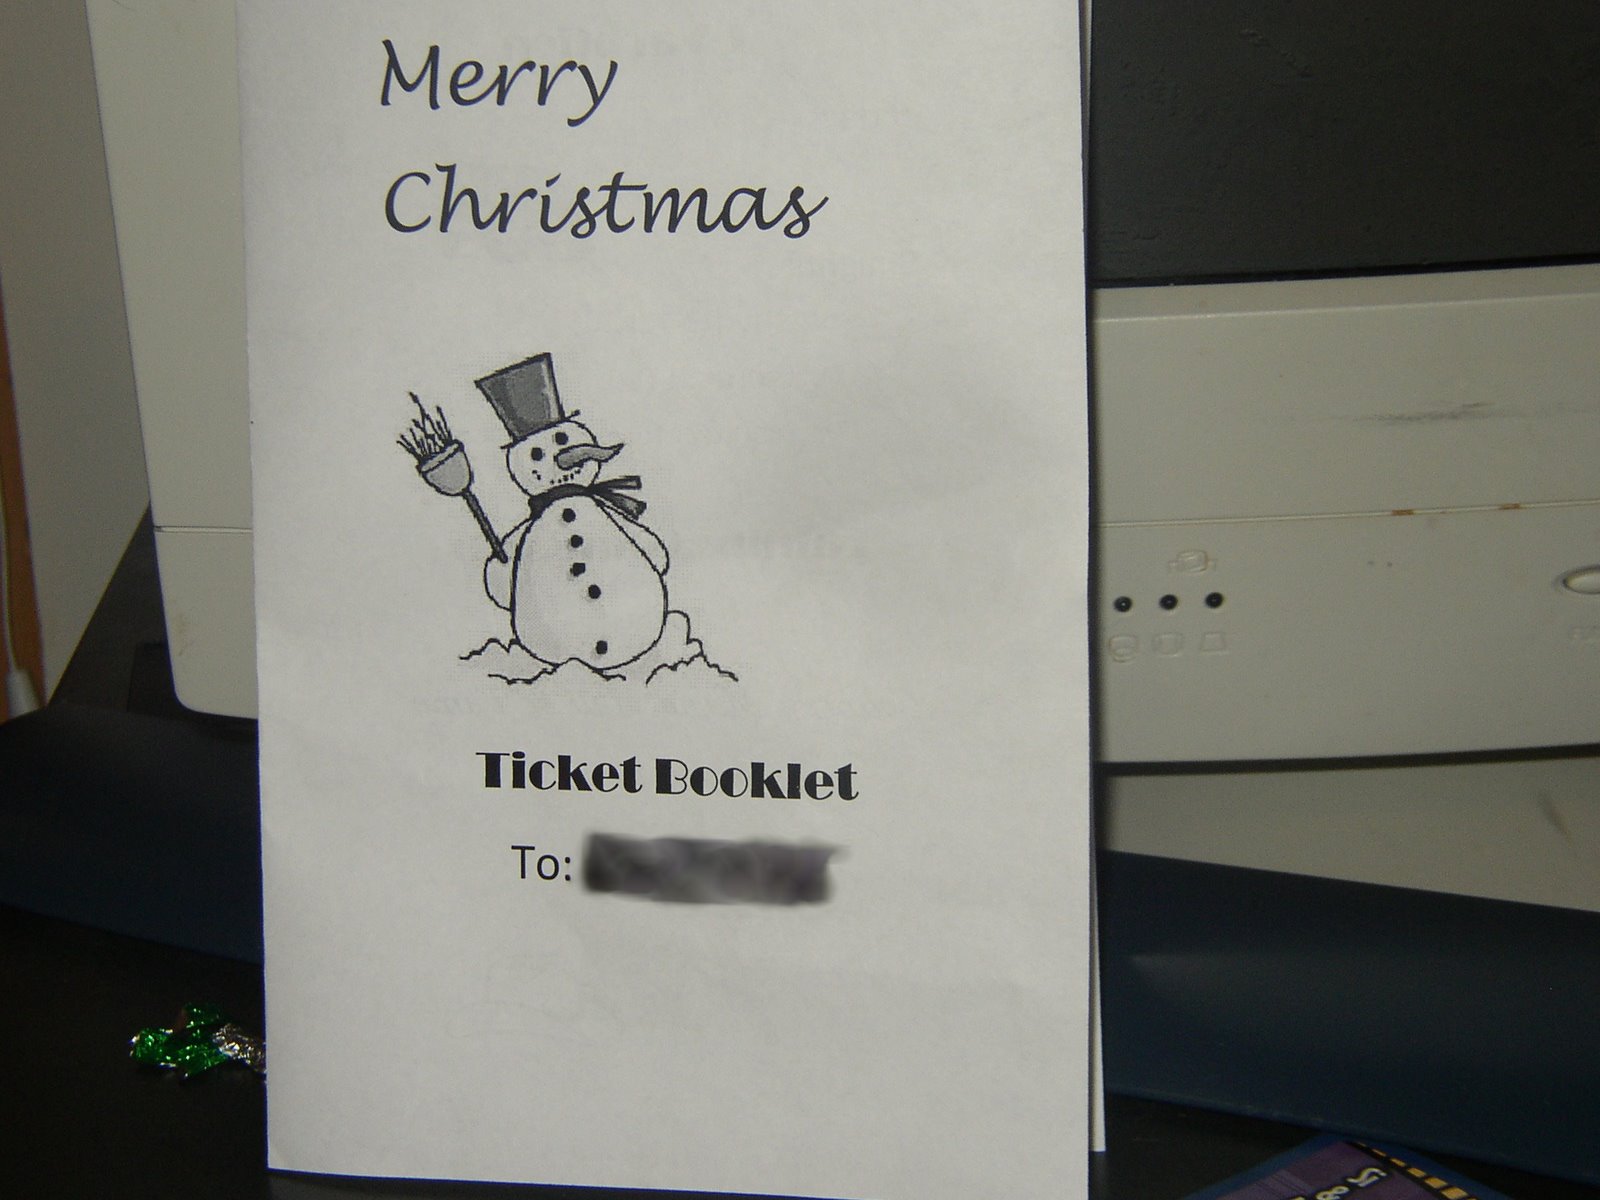 Merry
Christmas
Ticket Booklet
To: